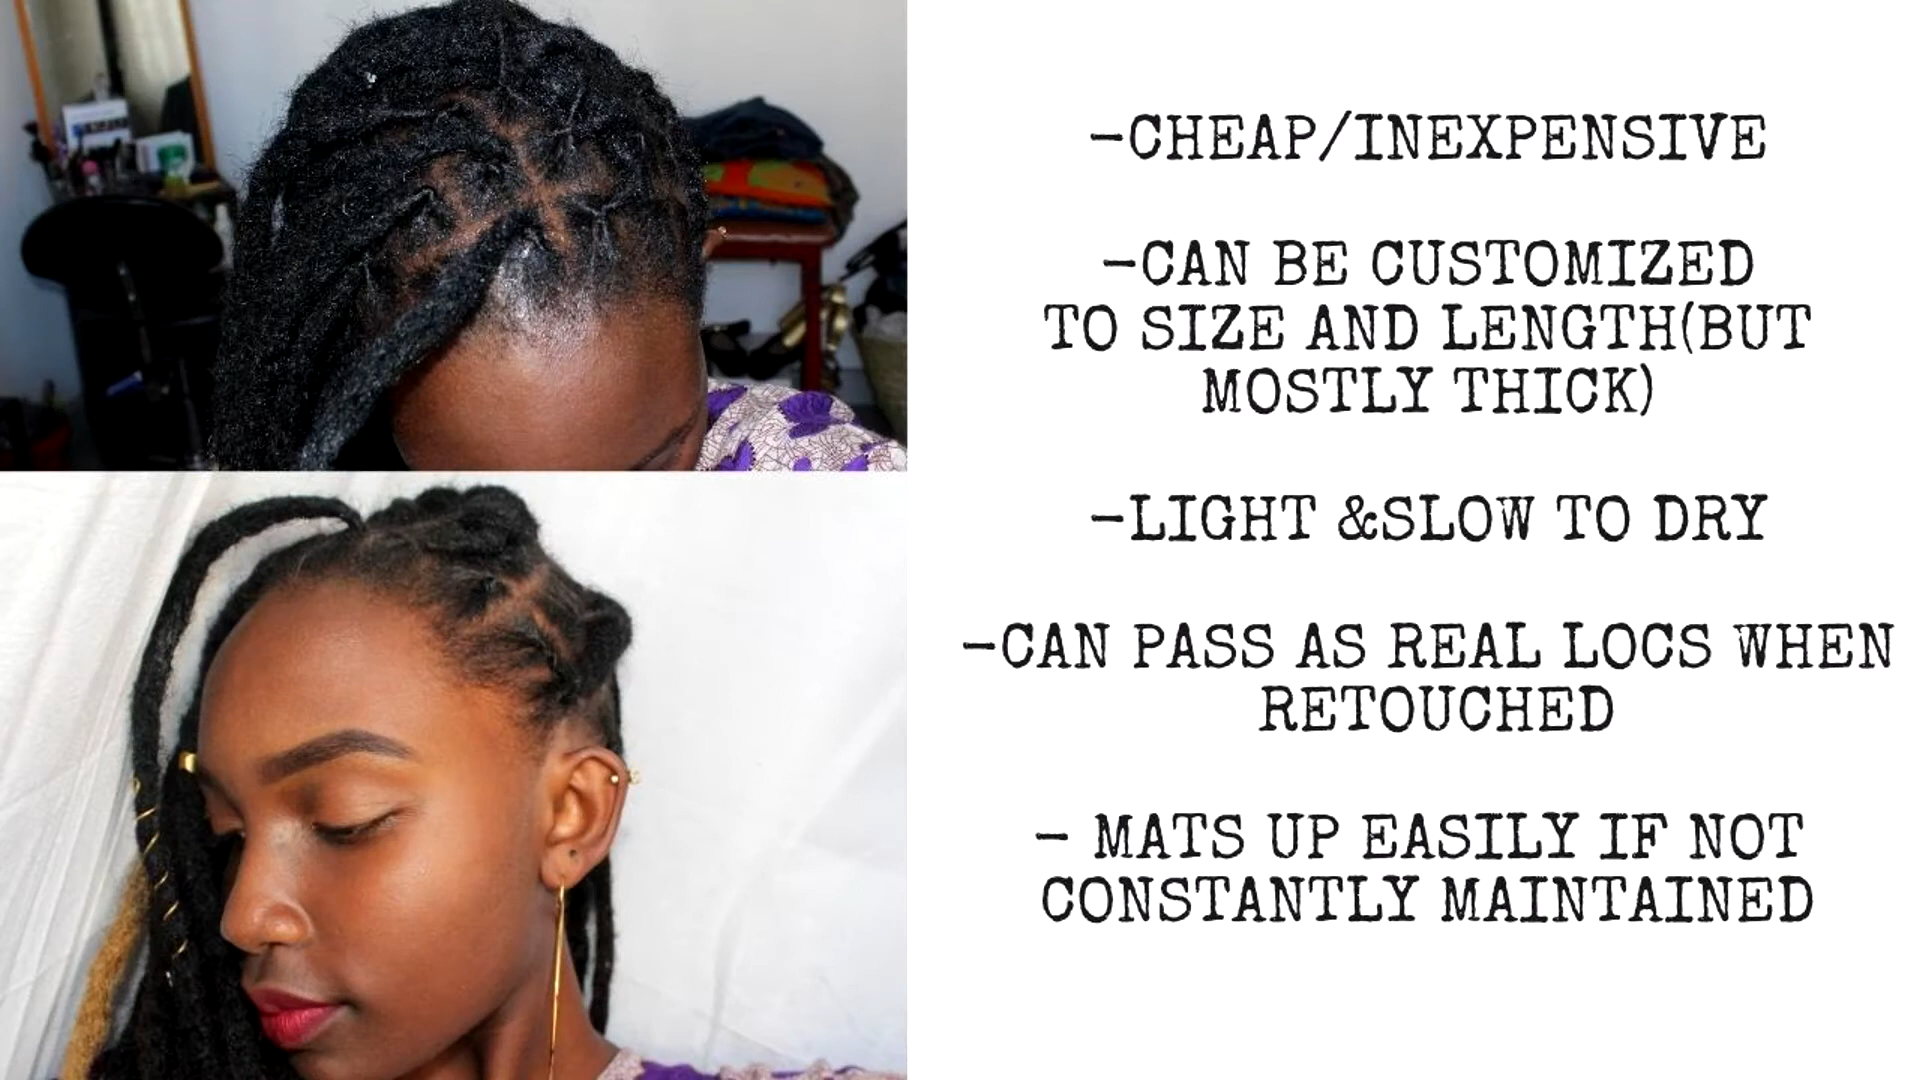 -CHEAP/INEXPENSIVE
-CAN BE CUSTOMIZED
TO SIZE AND LENGTH(BUT
MOSTLY THICK)
-LIGHT &SLOW TO DRY
-CAN PASS AS REAL LOCS WHEN
RETOUCHED
- MATS UP EASILY IF NOT
CONSTANTLY MAINTAINED